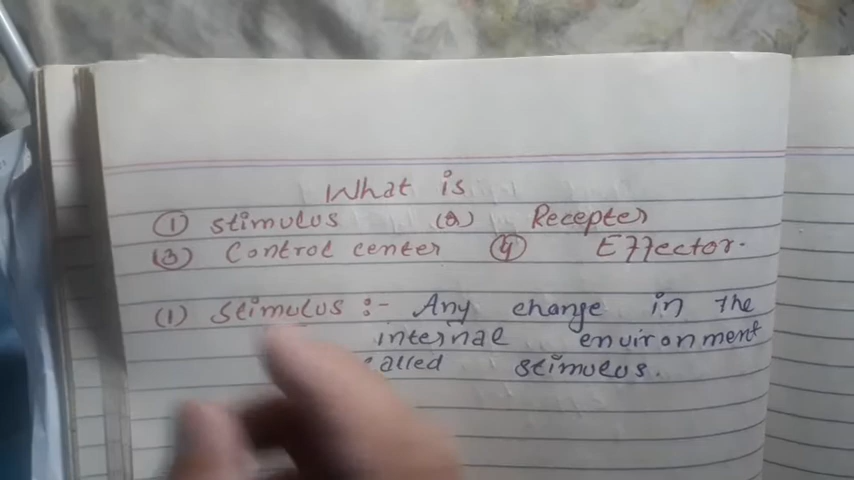 What is
① Stimulus (2) Recepter
(3) Control center ④ Effector.
(1) Stimulus :- Any change in the
internal environment
called stimulus.